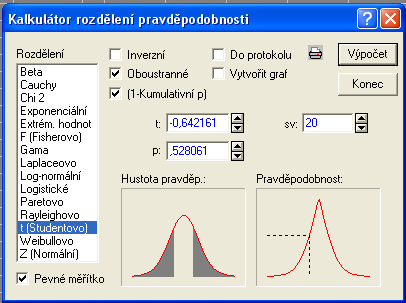 Kalkulátor rozdělení pravděpodobnosti
Rozdělení
Beta
Cauchy
Chi 2
Exponenciální
Extrém. hodnot
F (Fisherovo)
Gama
Laplaceovo
Log-normální
Logistické
Paretovo
Rayleighovo
t (Studentovo)
Weibullovo
Z (Normální)
Pevné měřítko
Inverzní
Do protokolu
Oboustranné
Vytvořit graf
(1-Kumulativní p)
Výpočet
Konec
t: -0,642161
sv: 20
p: ,528061
Hustota pravděp.:
Pravděpodobnost: